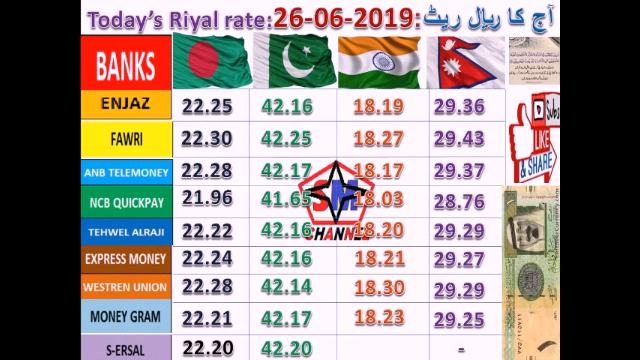 Today's Riyal rate:26-06-2019:آج کا ریال ریٹ
BANKS
ENJAZ 22.25 42.16 18.19 29.36
FAWRI 22.30 42.25 18.27 29.43
ANB TELEMONEY 22.28 42.17 18.17 29.37
NCB QUICKPAY 21.96 41.65 18.03 28.76
TEHWEL ALRAJI 22.22 42.16 18.20 29.29
EXPRESS MONEY 22.24 42.16 18.21 29.27
WESTREN UNION 22.28 42.14 18.30 29.29
MONEY GRAM 22.21 42.17 18.23 29.25
S-ERSAL 22.20 42.20 -
SM
CHANNEL
Subs
LIKE
& SHARE